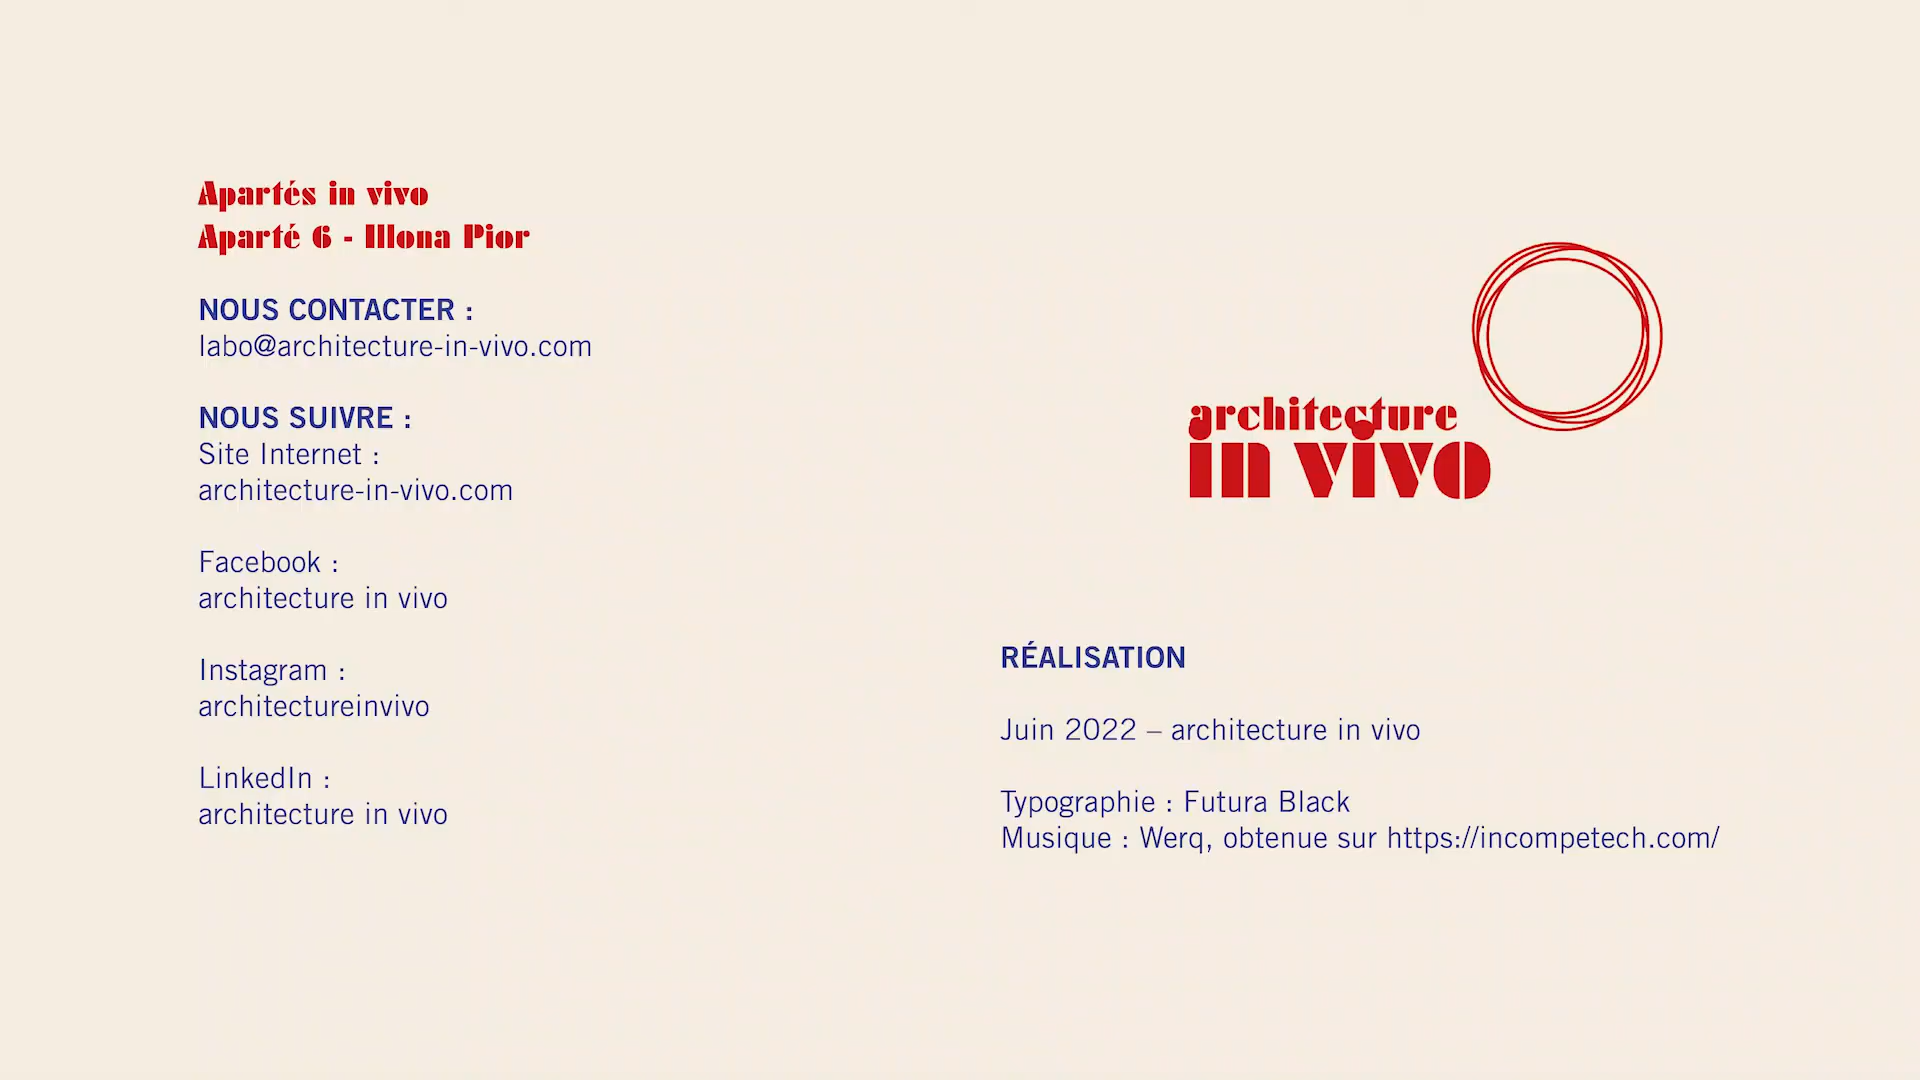 Apartés in vivo
Aparté 6 - Illona Pior
NOUS CONTACTER :
labo@architecture-in-vivo.com
NOUS SUIVRE :
Site Internet :
architecture-in-vivo.com
Facebook :
architecture in vivo
Instagram :
architectureinvivo
LinkedIn :
architecture in vivo
architecture
in vivo
RÉALISATION
Juin 2022 – architecture in vivo
Typographie : Futura Black
Musique : Werq, obtenue sur https://incompetech.com/